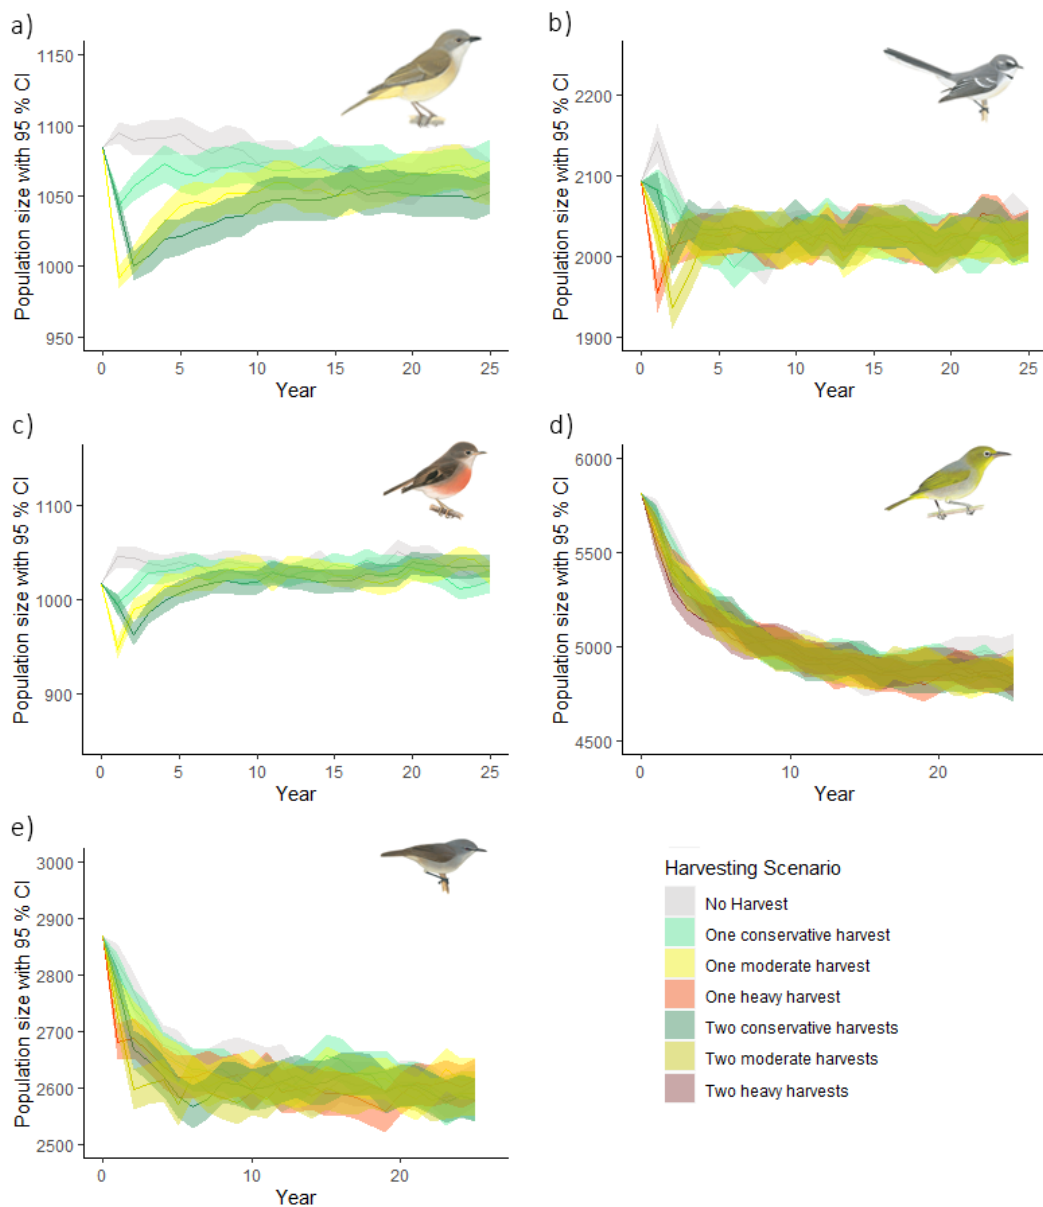 a)
Population size with 95 % CI
1150
1100
1050
1000
950
0 5 10 15 20 25
Year
b)
Population size with 95 % CI
2200
2100
2000
1900
0 5 10 15 20 25
Year
c)
Population size with 95 % CI
1100
1000
900
0 5 10 15 20 25
Year
d)
Population size with 95 % CI
6000
5500
5000
4500
0 10 20
Year
e)
Population size with 95 % CI
3000
2900
2800
2700
2600
2500
0 10 20
Year
Harvesting Scenario
No Harvest
One conservative harvest
One moderate harvest
One heavy harvest
Two conservative harvests
Two moderate harvests
Two heavy harvests